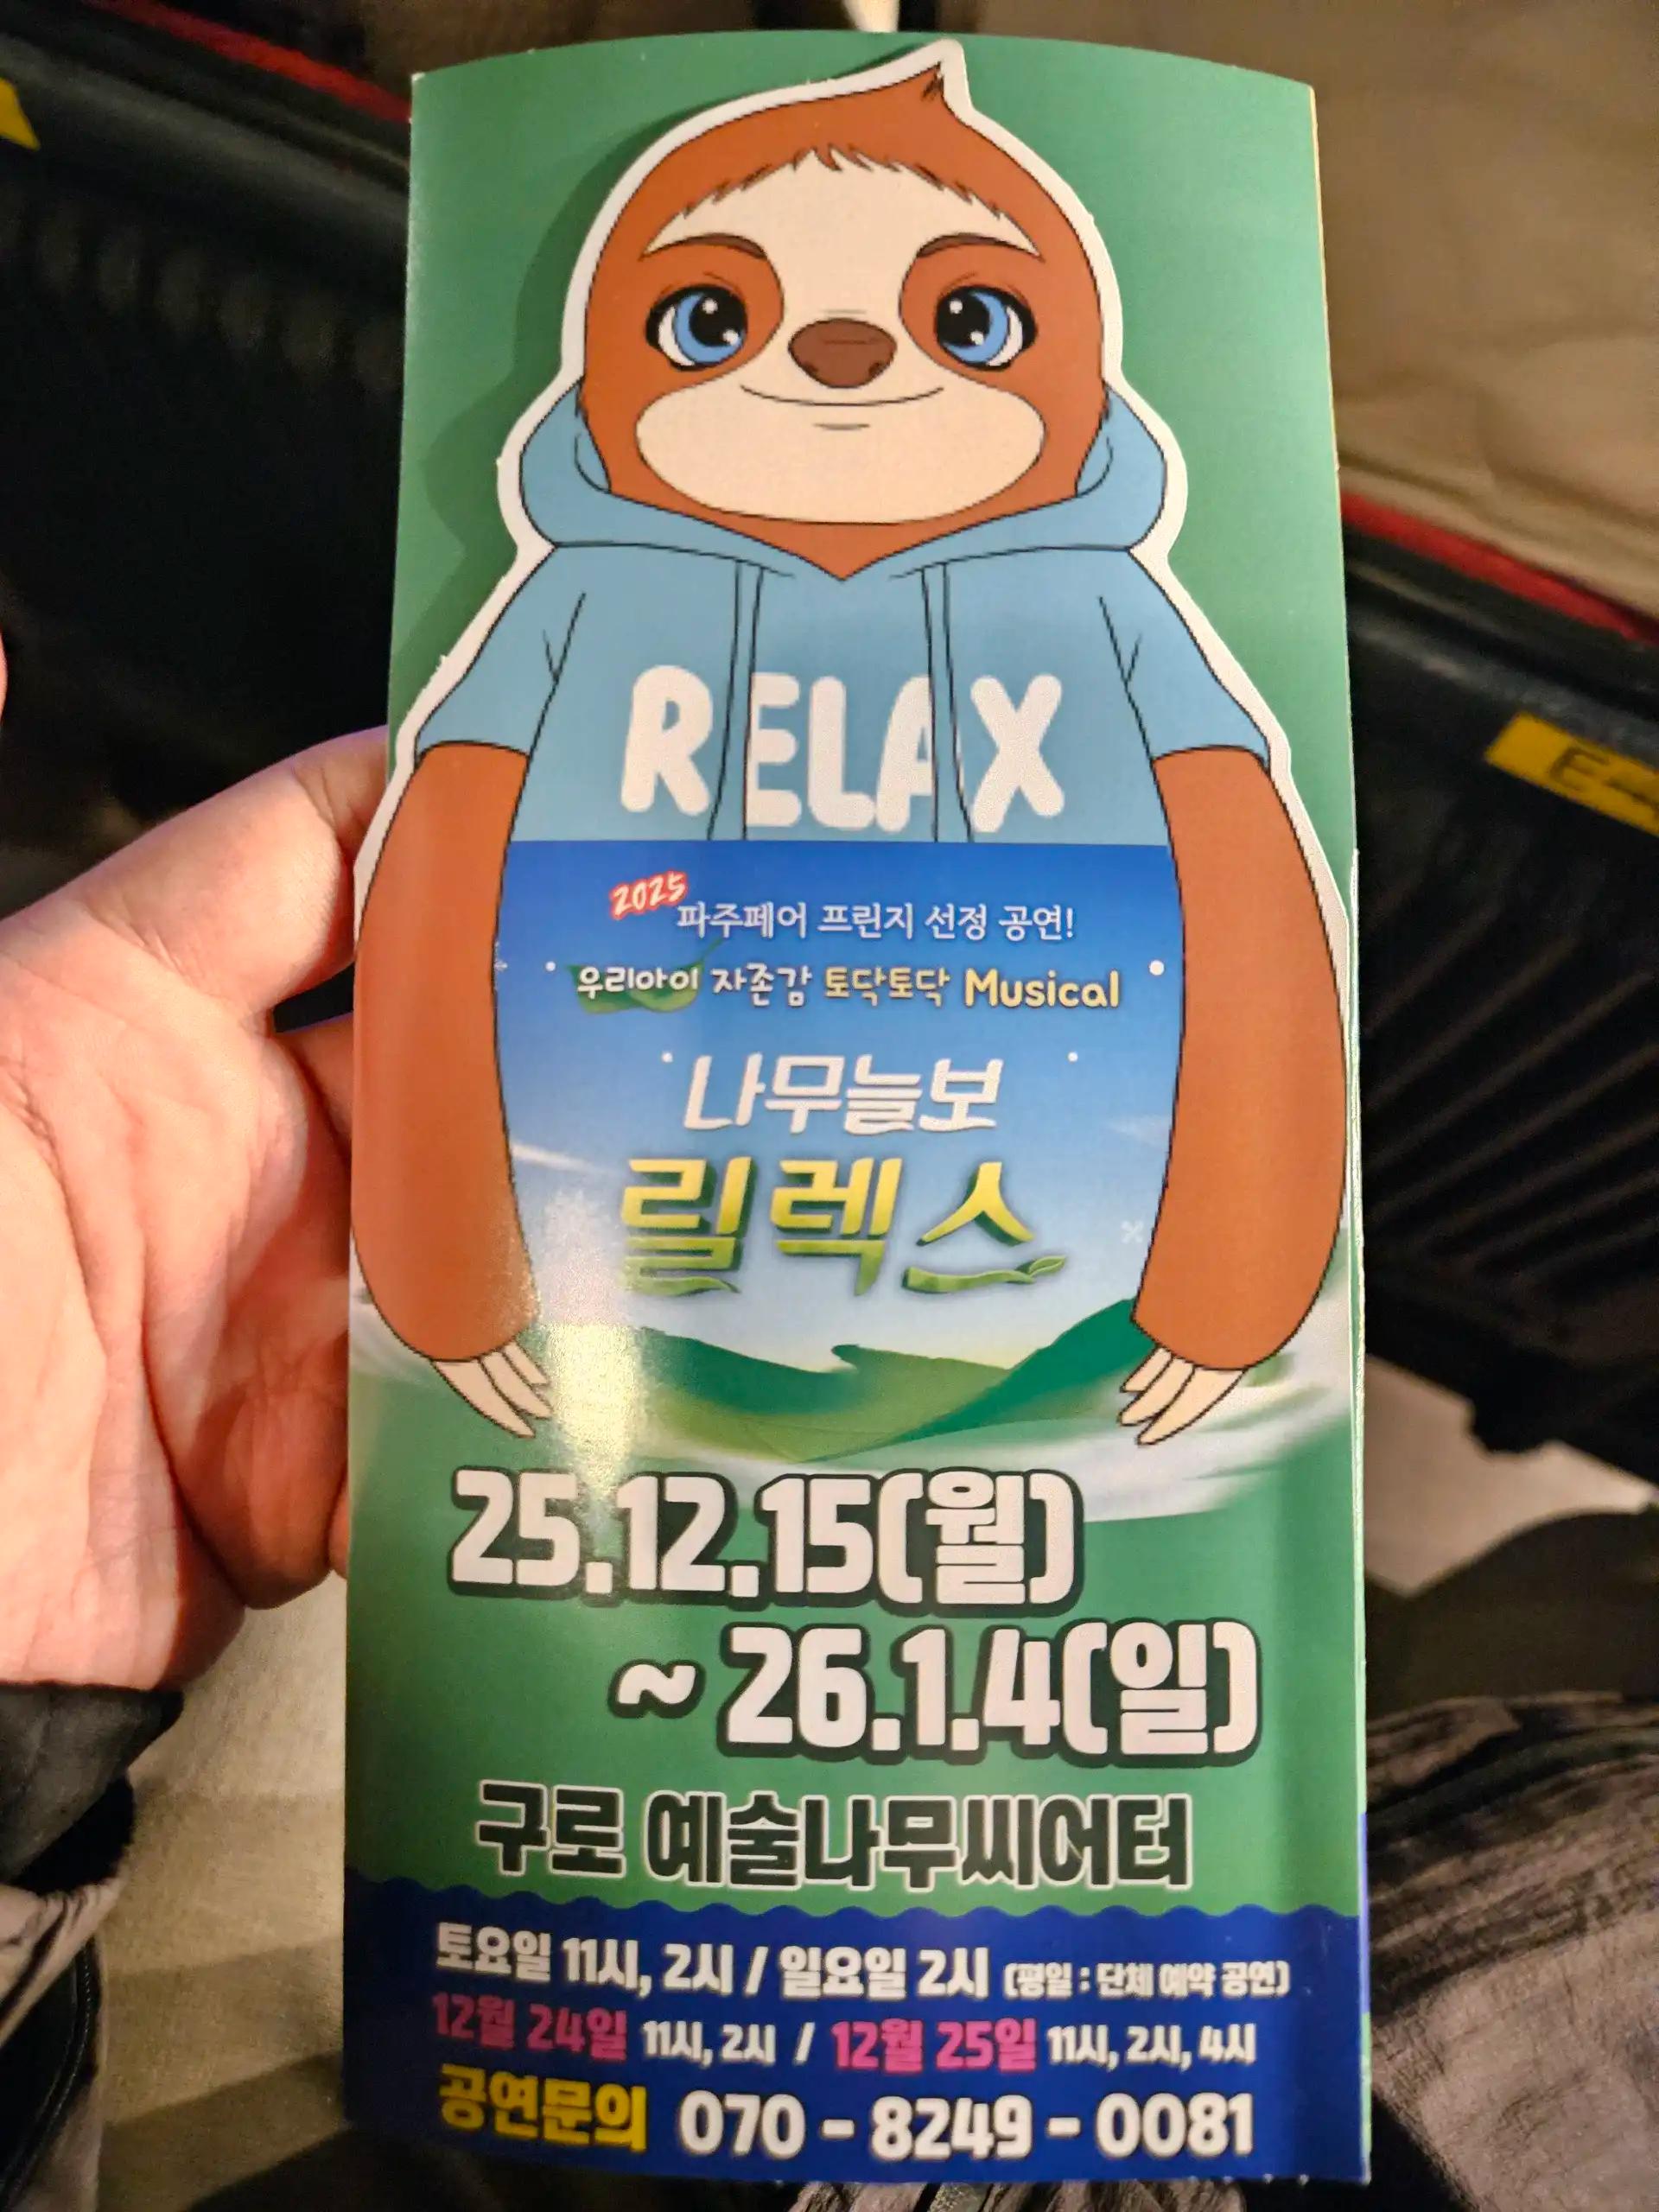 RELAX
2025
파주페어 프린지 선정 공연!
우리아이 자존감 토닥토닥 Musical
나무늘보
릴렉스
25.12.15(월)
~ 26.1.4(일)
구로 예술나무씨어터
토요일 11시, 2시 / 일요일 2시 (평일 : 단체 예약 공연)
12월 24일 11시, 2시 / 12월 25일 11시, 2시, 4시
공연문의 070 - 8249 - 0081